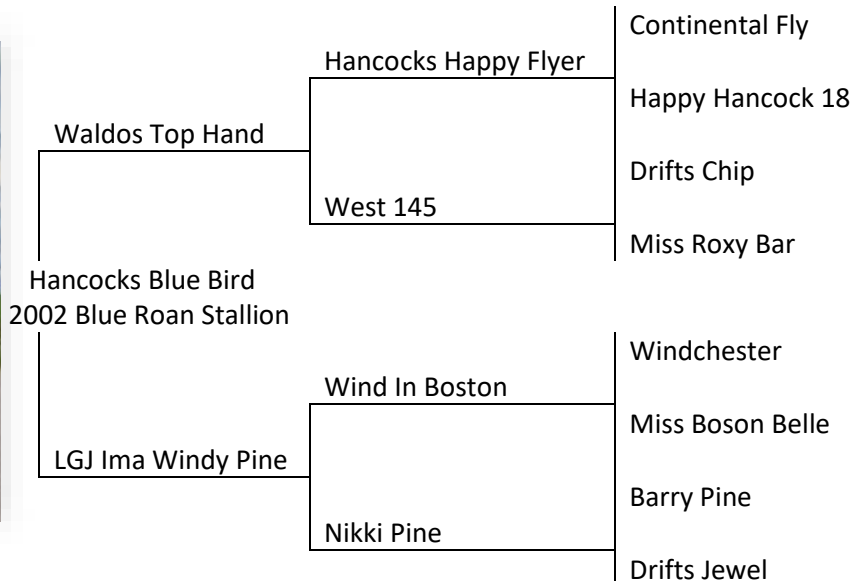 Continental Fly
Hancocks Happy Flyer
Happy Hancock 18
Waldos Top Hand
Drifts Chip
West 145
Miss Roxy Bar
Hancocks Blue Bird
2002 Blue Roan Stallion
Windchester
Wind In Boston
Miss Boson Belle
LGJ Ima Windy Pine
Barry Pine
Nikki Pine
Drifts Jewel